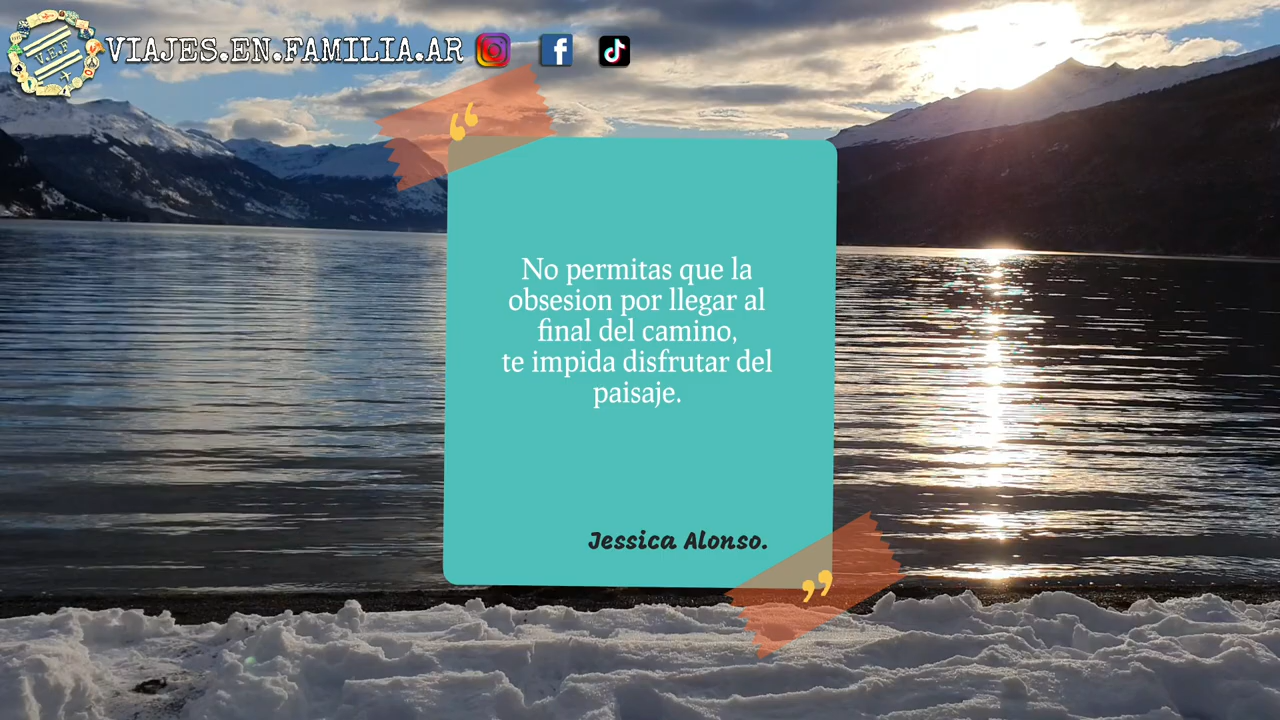 V.E.F
VIAJES.EN.FAMILIA.AR
“
No permitas que la
obsesion por llegar al
final del camino,
te impida disfrutar del
paisaje.
Jessica Alonso.
”